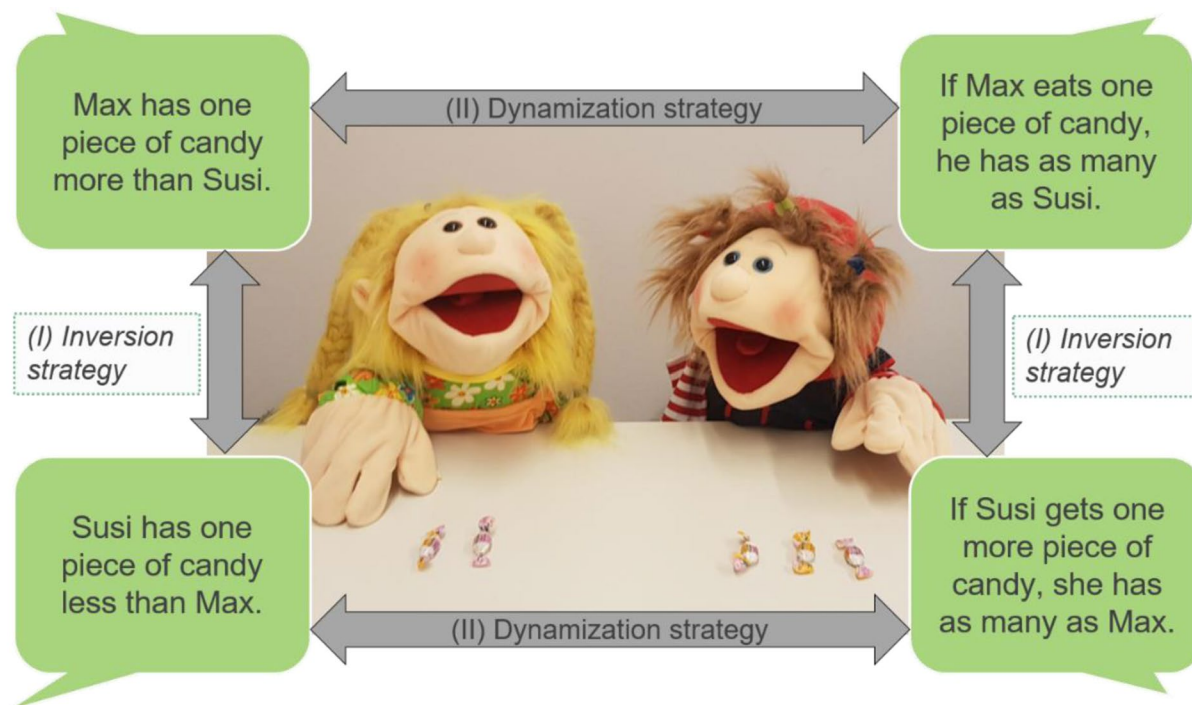 Max has one
piece of candy
more than Susi.
(II) Dynamization strategy
If Max eats one
piece of candy,
he has as many
as Susi.
(I) Inversion
strategy
(I) Inversion
strategy
Susi has one
piece of candy
less than Max.
(II) Dynamization strategy
If Susi gets one
more piece of
candy, she has
as many as Max.